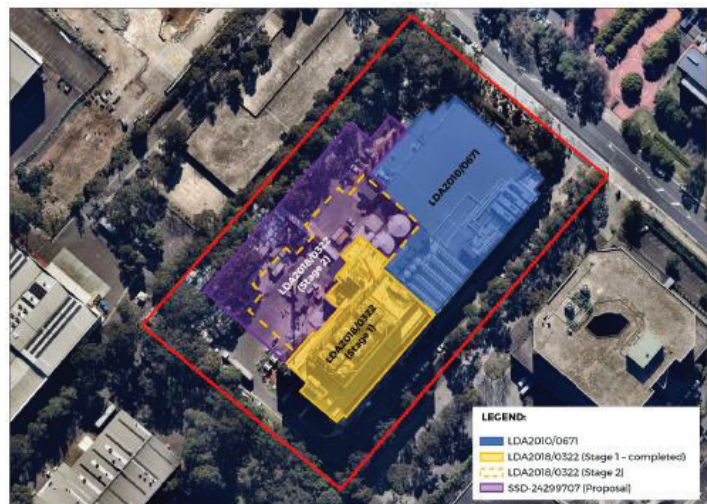 LDA2010/0671
LDA2018/0322
(Stage 2)
LDA2018/0322
(Stage 1)
LEGEND:
LDA2010/0671
LDA2018/0322 (Stage 1 – completed)
LDA2018/0322 (Stage 2)
SSD-24299707 (Proposal)